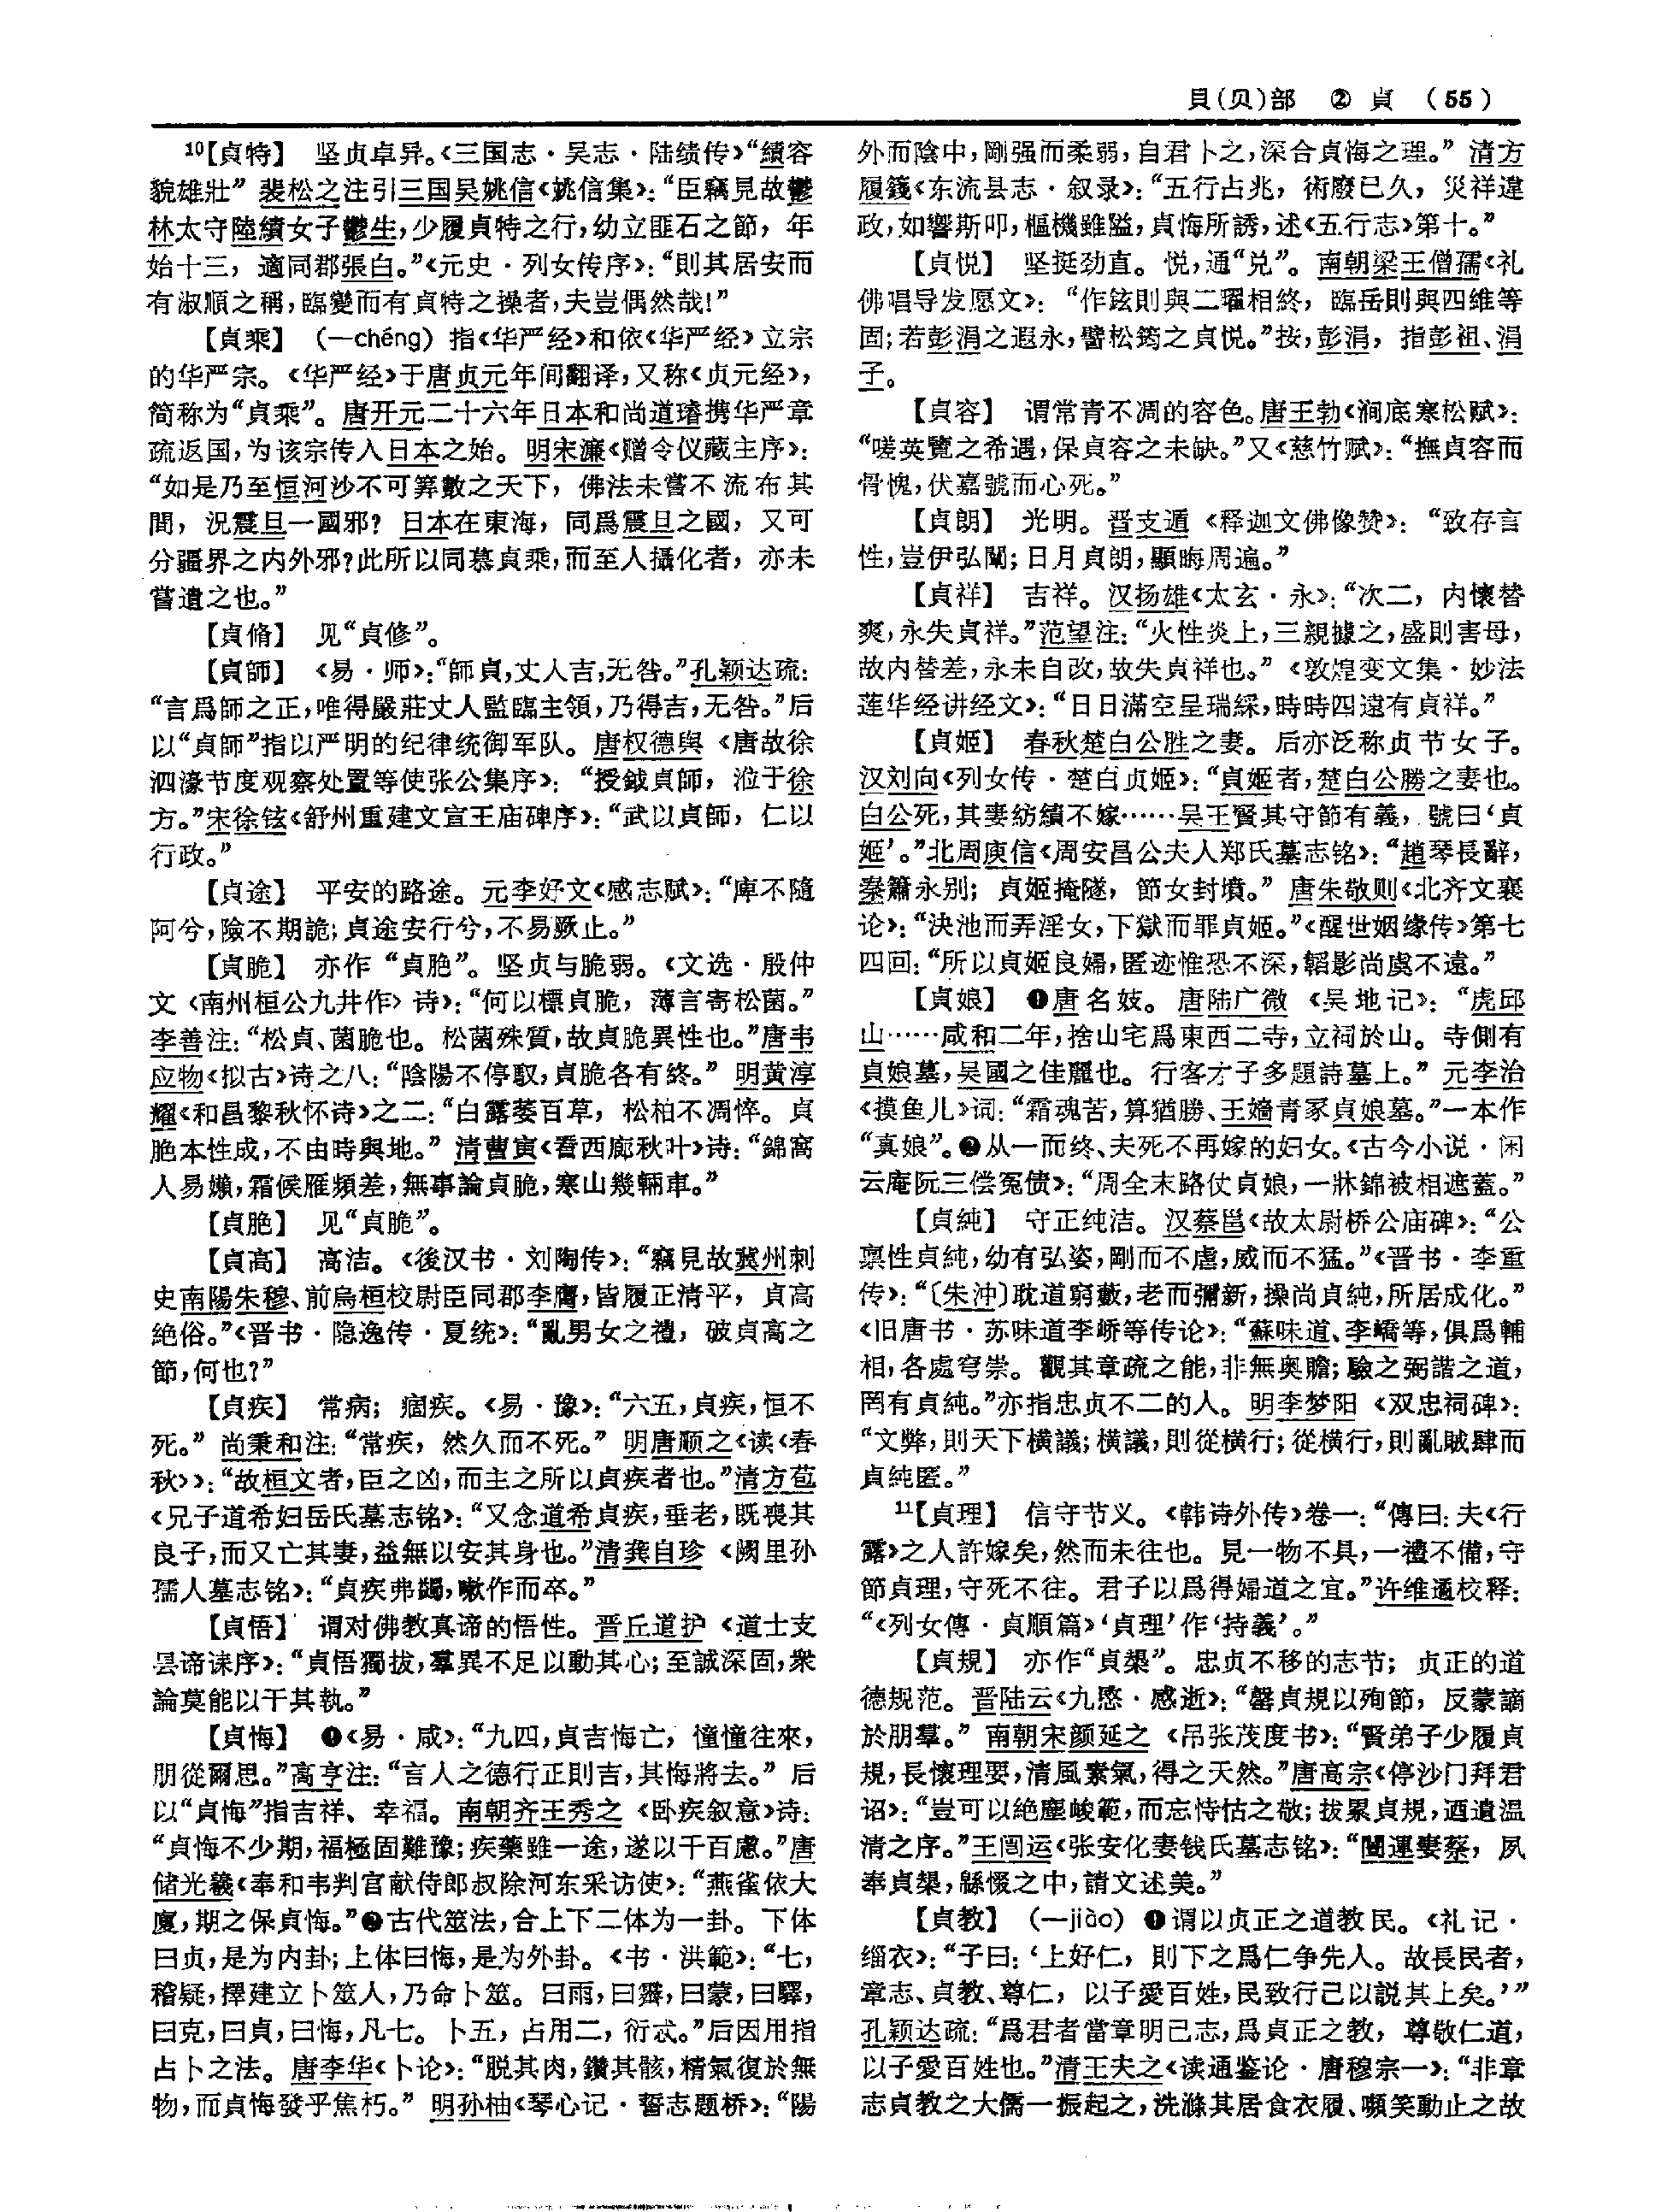 貝(贝)部　② 貞　(55)
¹⁰【貞特】　坚贞卓异。《三国志·吴志·陆绩传》“績容
貌雄壯” 裴松之注引三国吴姚信《姚信集》：“臣竊見故鬱
林太守陸績女子鬱生，少履貞特之行，幼立匪石之節，年
始十三，適同郡張白。”《元史·列女传序》：“則其居安而
有淑順之稱，臨變而有貞特之操者，夫豈偶然哉！”
【貞乘】　(—chéng) 指《华严经》和依《华严经》立宗
的华严宗。《华严经》于唐贞元年间翻译，又称《贞元经》，
简称为“貞乘”。唐开元二十六年日本和尚道璿携华严章
疏返国，为该宗传入日本之始。明宋濂《赠令仪藏主序》：
“如是乃至恒河沙不可算數之天下，佛法未嘗不流布其
間，況震旦一國邪？日本在東海，同爲震旦之國，又可
分疆界之内外邪？此所以同慕貞乘，而至人攝化者，亦未
嘗遺之也。”
【貞脩】　见“貞修”。
【貞師】　《易·师》：“師貞，丈人吉，无咎。”孔颖达疏：
“言爲師之正，唯得嚴莊丈人監臨主領，乃得吉，无咎。”后
以“貞師”指以严明的纪律统御军队。唐权德舆《唐故徐
泗濠节度观察处置等使张公集序》：“授鉞貞師，涖于徐
方。”宋徐铉《舒州重建文宣王庙碑序》：“武以貞師，仁以
行政。”
【貞途】　平安的路途。元李好文《感志赋》：“庳不隨
阿兮，險不期詭；貞途安行兮，不易厥止。”
【貞脆】　亦作“貞脃”。坚贞与脆弱。《文选·殷仲
文〈南州桓公九井作〉诗》：“何以標貞脆，薄言寄松菌。”
李善注：“松貞、菌脆也。松菌殊質，故貞脆異性也。”唐韦
应物《拟古》诗之八：“陰陽不停馭，貞脆各有終。”明黄淳
耀《和昌黎秋怀诗》之二：“白露萎百草，松柏不凋悴。貞
脃本性成，不由時與地。”清曹寅《看西廊秋叶》诗：“錦窩
人易嬾，霜候雁頻差，無事論貞脆，寒山幾輛車。”
【貞脃】　见“貞脆”。
【貞高】　高洁。《後汉书·刘陶传》：“竊見故冀州刺
史南陽朱穆、前烏桓校尉臣同郡李膺，皆履正清平，貞高
絶俗。”《晋书·隐逸传·夏统》：“亂男女之禮，破貞高之
節，何也？”
【貞疾】　常病；痼疾。《易·豫》：“六五，貞疾，恒不
死。”尚秉和注：“常疾，然久而不死。”明唐顺之《读〈春
秋〉》：“故桓文者，臣之凶，而主之所以貞疾者也。”清方苞
《兄子道希妇岳氏墓志铭》：“又念道希貞疾，垂老，既喪其
良子，而又亡其妻，益無以安其身也。”清龚自珍《阙里孙
孺人墓志铭》：“貞疾弗蠲，嗽作而卒。”
【貞悟】　谓对佛教真谛的悟性。晋丘道护《道士支
昙谛诔序》：“貞悟獨拔，羣異不足以動其心；至誠深固，衆
論莫能以干其執。”
【貞悔】　❶《易·咸》：“九四，貞吉悔亡，憧憧往來，
朋從爾思。”高亨注：“言人之德行正則吉，其悔將去。”后
以“貞悔”指吉祥、幸福。南朝齐王秀之《卧疾叙意》诗：
“貞悔不少期，福極固難豫；疾藥雖一途，遂以千百慮。”唐
储光羲《奉和韦判官献侍郎叔除河东采访使》：“燕雀依大
廈，期之保貞悔。”❷古代筮法，合上下二体为一卦。下体
曰贞，是为内卦；上体曰悔，是为外卦。《书·洪範》：“七，
稽疑，擇建立卜筮人，乃命卜筮。曰雨，曰霽，曰蒙，曰驛，
曰克，曰貞，曰悔，凡七。卜五，占用二，衍忒。”后因用指
占卜之法。唐李华《卜论》：“脱其肉，鑽其骸，精氣復於無
物，而貞悔發乎焦朽。”明孙柚《琴心记·誓志题桥》：“陽
外而陰中，剛强而柔弱，自君卜之，深合貞悔之理。”清方
履籛《东流县志·叙录》：“五行占兆，術廢已久，災祥違
政，如響斯叩，樞機雖隘，貞悔所誘，述《五行志》第十。”
【貞悦】　坚挺劲直。悦，通“兑”。南朝梁王僧孺《礼
佛唱导发愿文》：“作鉉則與二曜相終，臨岳則與四维等
固；若彭涓之遐永，譬松筠之貞悦。”按，彭涓，指彭祖、涓
子。
【貞容】　谓常青不凋的容色。唐王勃《涧底寒松赋》：
“嗟英覽之希遇，保貞容之未缺。”又《慈竹赋》：“撫貞容而
骨愧，伏嘉號而心死。”
【貞朗】　光明。晋支遁《释迦文佛像赞》：“致存言
性，豈伊弘闡；日月貞朗，顯晦周遍。”
【貞祥】　吉祥。汉扬雄《太玄·永》：“次二，内懷替
爽，永失貞祥。”范望注：“火性炎上，三親據之，盛則害母，
故内替差，永未自改，故失貞祥也。”《敦煌变文集·妙法
莲华经讲经文》：“日日滿空呈瑞綵，時時四遠有貞祥。”
【貞姬】　春秋楚白公胜之妻。后亦泛称贞节女子。
汉刘向《列女传·楚白贞姬》：“貞姬者，楚白公勝之妻也。
白公死，其妻紡績不嫁……吴王賢其守節有義，號曰‘貞
姬’。”北周庾信《周安昌公夫人郑氏墓志铭》：“趙琴長辭，
秦簫永别；貞姬掩隧，節女封墳。”唐朱敬则《北齐文襄
论》：“決池而弄淫女，下獄而罪貞姬。”《醒世姻缘传》第七
四回：“所以貞姬良婦，匿迹惟恐不深，韜影尚虞不遠。”
【貞娘】　❶唐名妓。唐陆广微《吴地记》：“虎邱
山……咸和二年，捨山宅爲東西二寺，立祠於山。寺側有
貞娘墓，吴國之佳麗也。行客才子多題詩墓上。”元李治
《摸鱼儿》词：“霜魂苦，算猶勝、王嬙青冢貞娘墓。”一本作
“真娘”。❷从一而终、夫死不再嫁的妇女。《古今小说·闲
云庵阮三偿冤债》：“周全末路仗貞娘，一牀錦被相遮蓋。”
【貞純】　守正纯洁。汉蔡邕《故太尉桥公庙碑》：“公
禀性貞純，幼有弘姿，剛而不虐，威而不猛。”《晋书·李重
传》：“〔朱沖〕耽道窮藪，老而彌新，操尚貞純，所居成化。”
《旧唐书·苏味道李峤等传论》：“蘇味道、李嶠等，俱爲輔
相，各處穹崇。觀其章疏之能，非無奥贍；驗之弼諧之道，
罔有貞純。”亦指忠贞不二的人。明李梦阳《双忠祠碑》：
“文弊，則天下横議；横議，則從横行；從横行，則亂賊肆而
貞純匿。”
¹¹【貞理】　信守节义。《韩诗外传》卷一：“傳曰：夫《行
露》之人許嫁矣，然而未往也。見一物不具，一禮不備，守
節貞理，守死不往。君子以爲得婦道之宜。”许维遹校释：
“《列女傳·貞順篇》‘貞理’作‘持義’。”
【貞規】　亦作“貞槼”。忠贞不移的志节；贞正的道
德规范。晋陆云《九愍·感逝》：“罄貞規以殉節，反蒙謫
於朋羣。”南朝宋颜延之《吊张茂度书》：“賢弟子少履貞
規，長懷理要，清風素氣，得之天然。”唐高宗《停沙门拜君
诏》：“豈可以絶塵峻範，而忘恃怙之敬；拔累貞規，迺遺温
清之序。”王闿运《张安化妻钱氏墓志铭》：“闓運妻蔡，夙
奉貞槼，緜惙之中，請文述美。”
【貞教】　(—jiào) ❶谓以贞正之道教民。《礼记·
缁衣》：“子曰：‘上好仁，則下之爲仁争先人。故長民者，
章志、貞教、尊仁，以子愛百姓，民致行己以説其上矣。’”
孔颖达疏：“爲君者當章明己志，爲貞正之教，尊敬仁道，
以子愛百姓也。”清王夫之《读通鉴论·唐穆宗一》：“非章
志貞教之大儒一振起之，洗滌其居食衣履、嚬笑動止之故